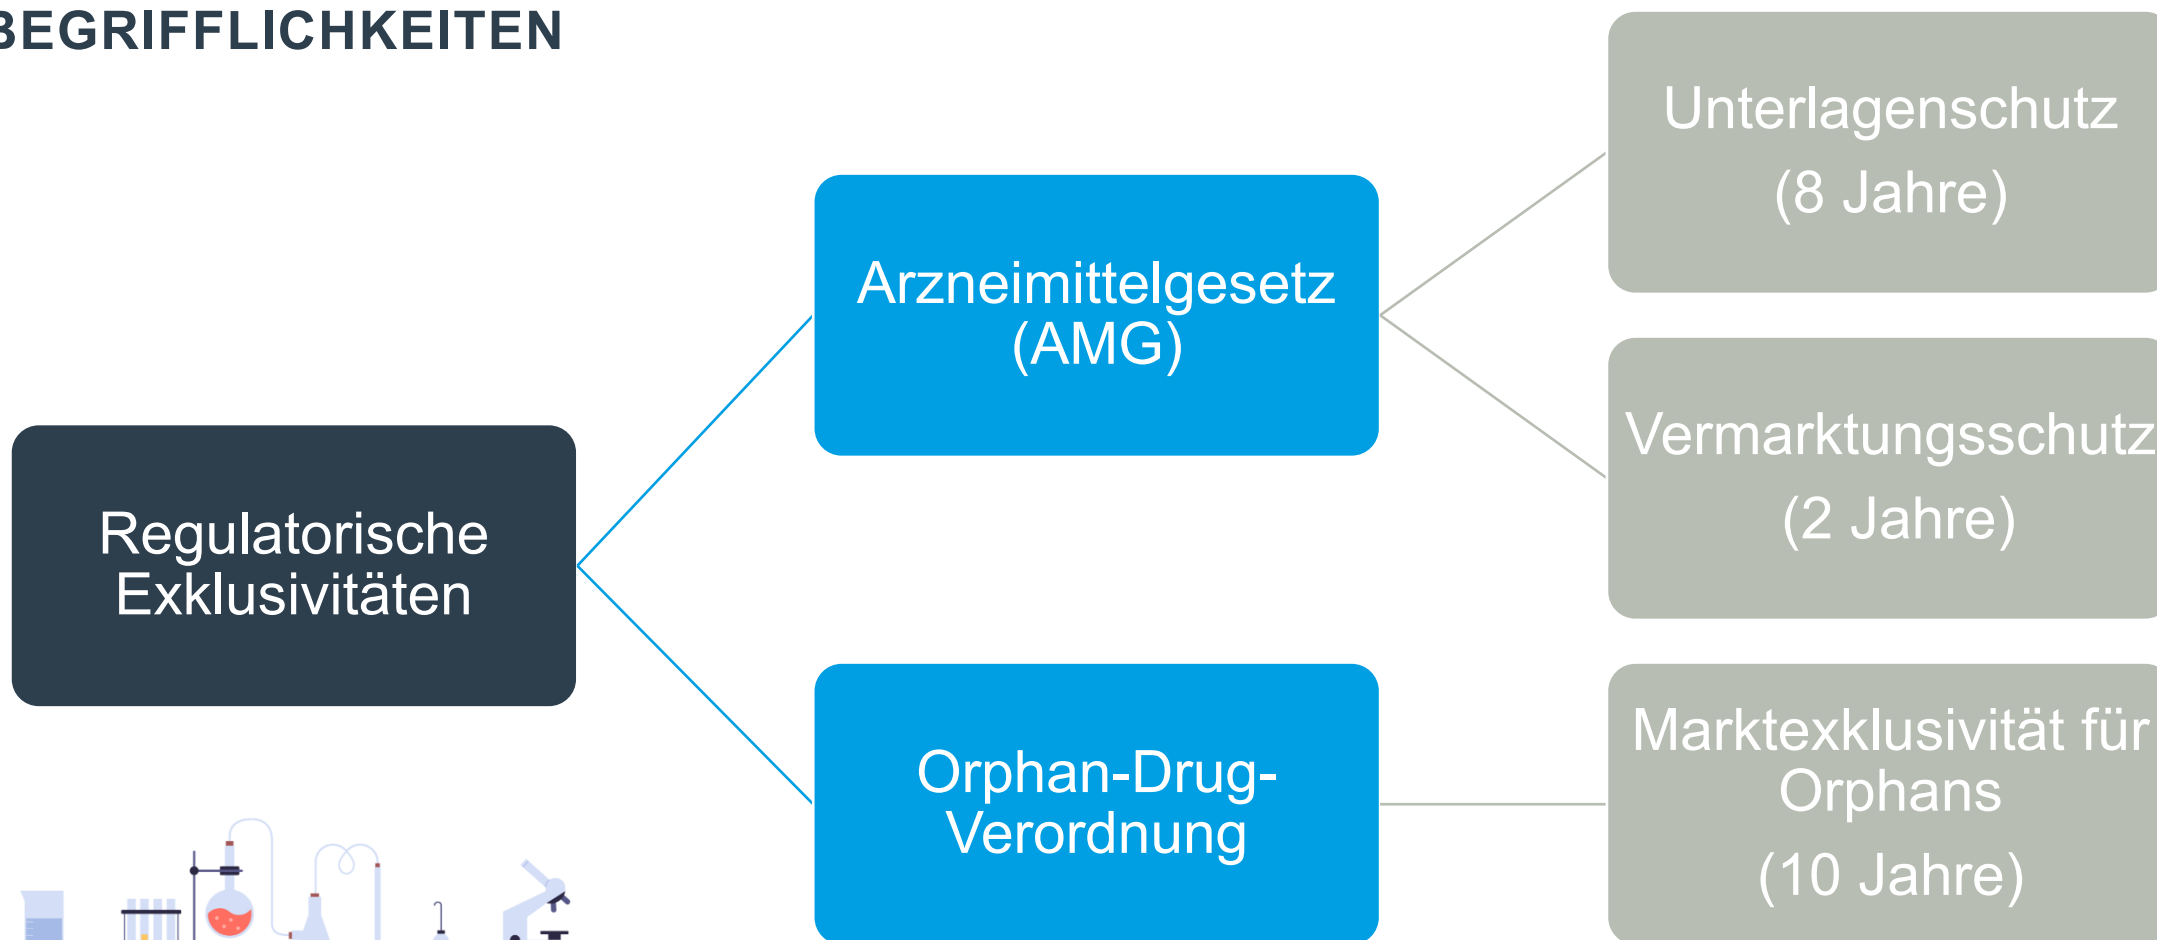 BEGRIFFLICHKEITEN
Regulatorische
Exklusivitäten
Arzneimittelgesetz
(AMG)
Orphan-Drug-
Verordnung
Unterlagenschutz
(8 Jahre)
Vermarktungsschutz
(2 Jahre)
Marktexklusivität für
Orphans
(10 Jahre)